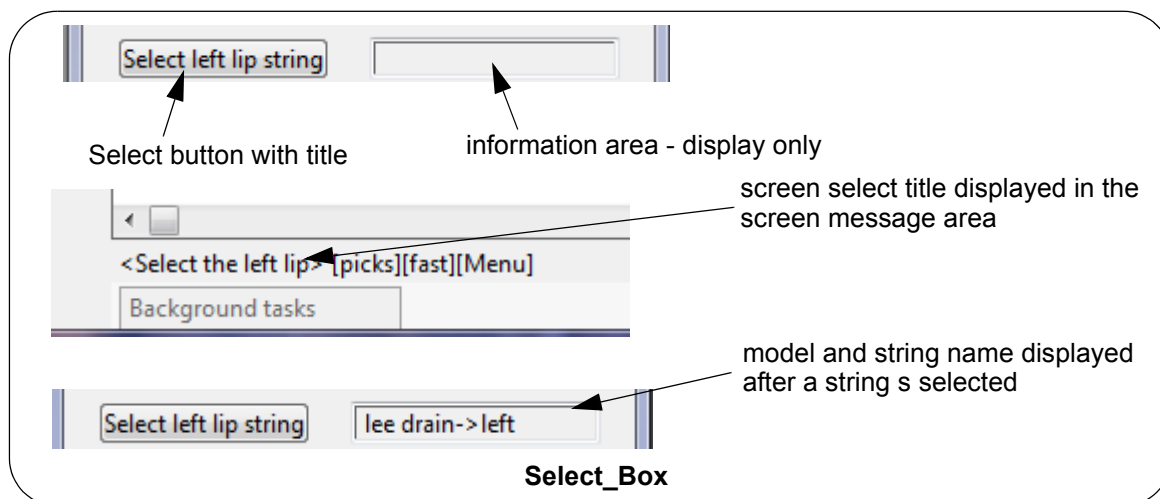 Select left lip string
Select button with title
information area - display only
screen select title displayed in the
screen message area
<Select the left lip> [picks][fast][Menu]
Background tasks
model and string name displayed
after a string s selected
Select left lip string
lee drain->left
Select_Box